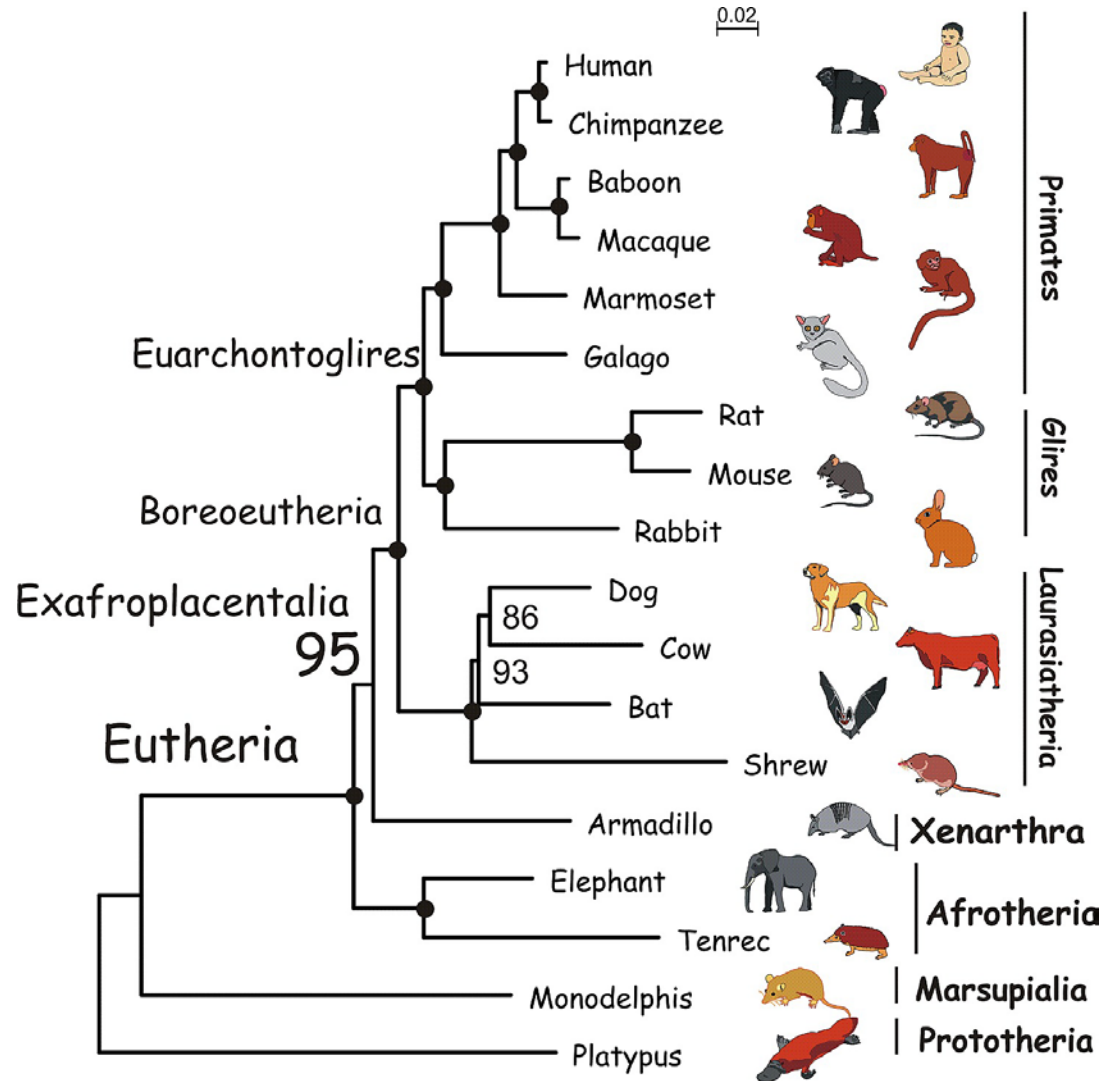 0.02
Human
Chimpanzee
Baboon
Macaque
Marmoset
Galago
Rat
Mouse
Rabbit
Dog
86
Cow
93
Bat
Shrew
Armadillo
Elephant
Tenrec
Monodelphis
Platypus
Euarchontoglires
Boreoeutheria
Exafroplacentalia
95
Eutheria
Primates
Glires
Laurasiatheria
Xenarthra
Afrotheria
Marsupialia
Prototheria